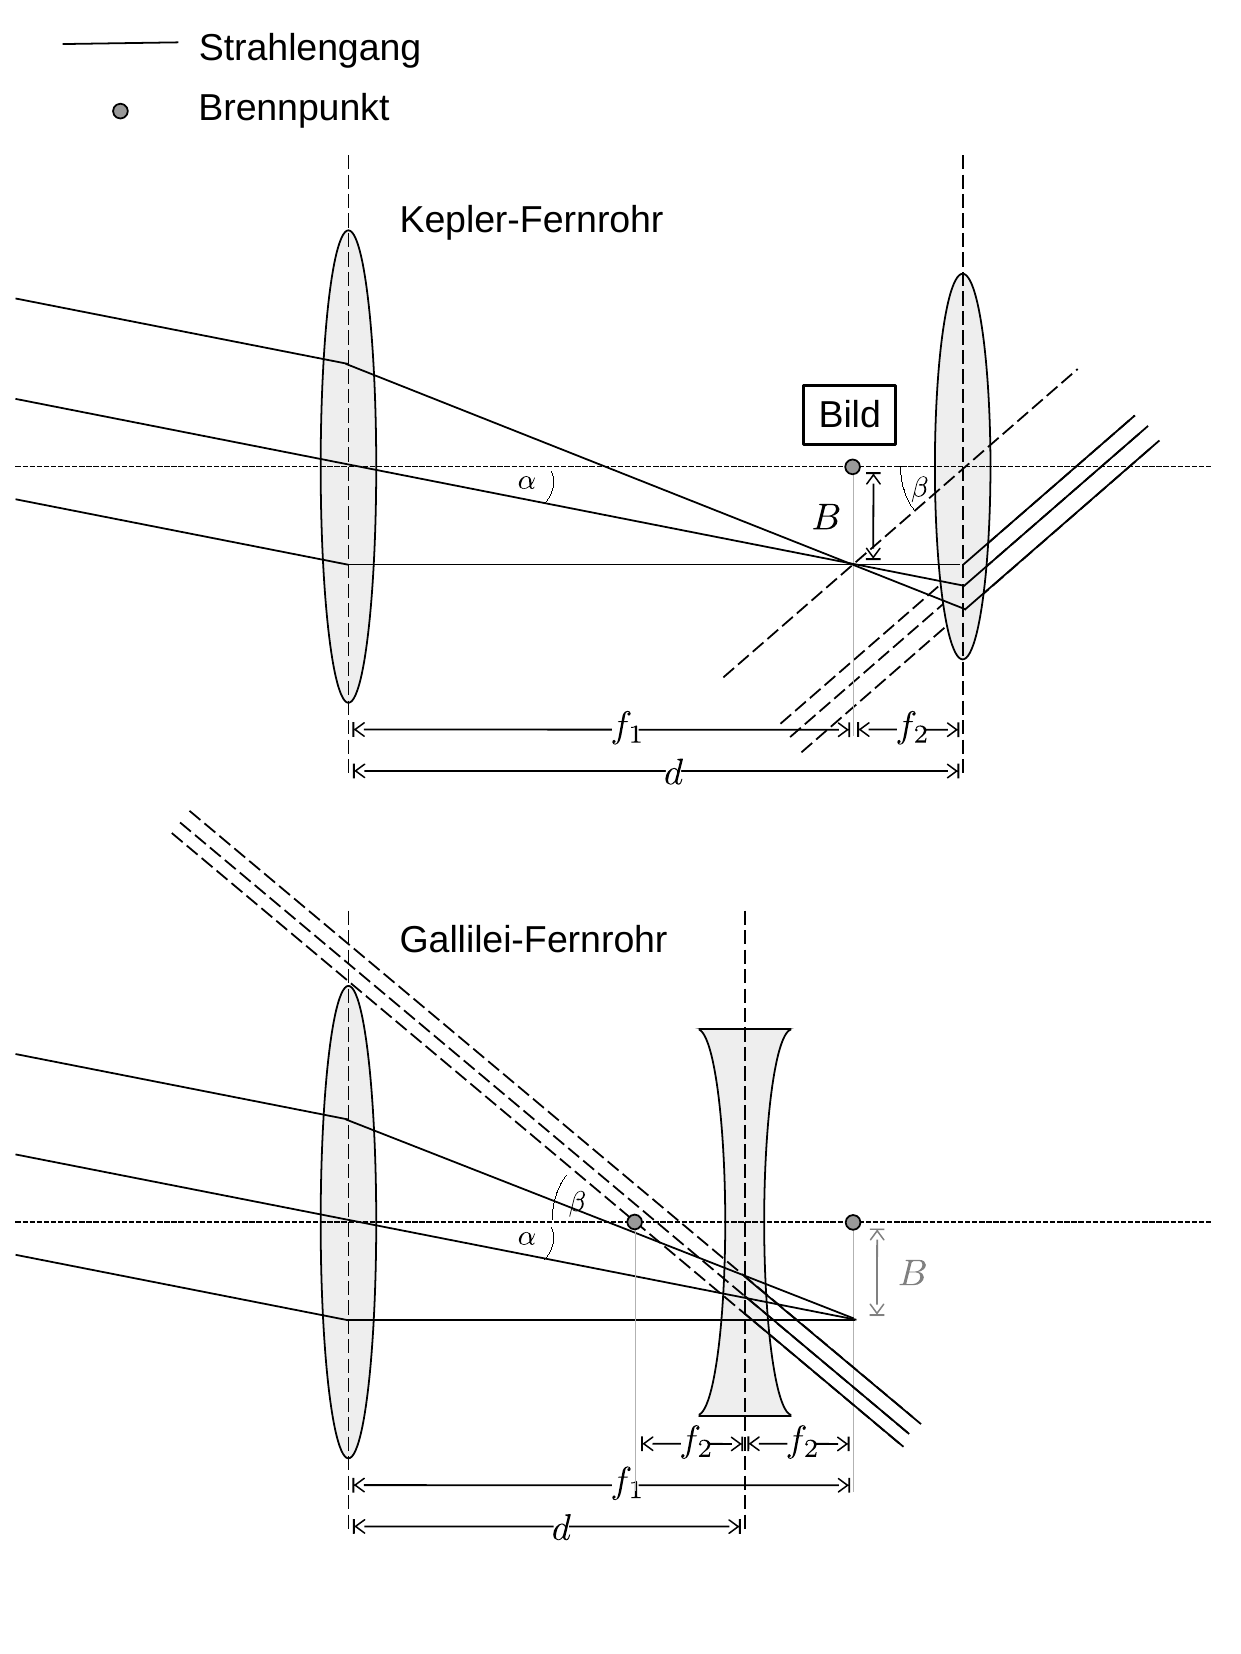 Strahlengang
Brennpunkt
Kepler-Fernrohr
Bild
α
β
B
f₁
f₂
d
Gallilei-Fernrohr
β
α
B
f₂
f₂
f₁
d